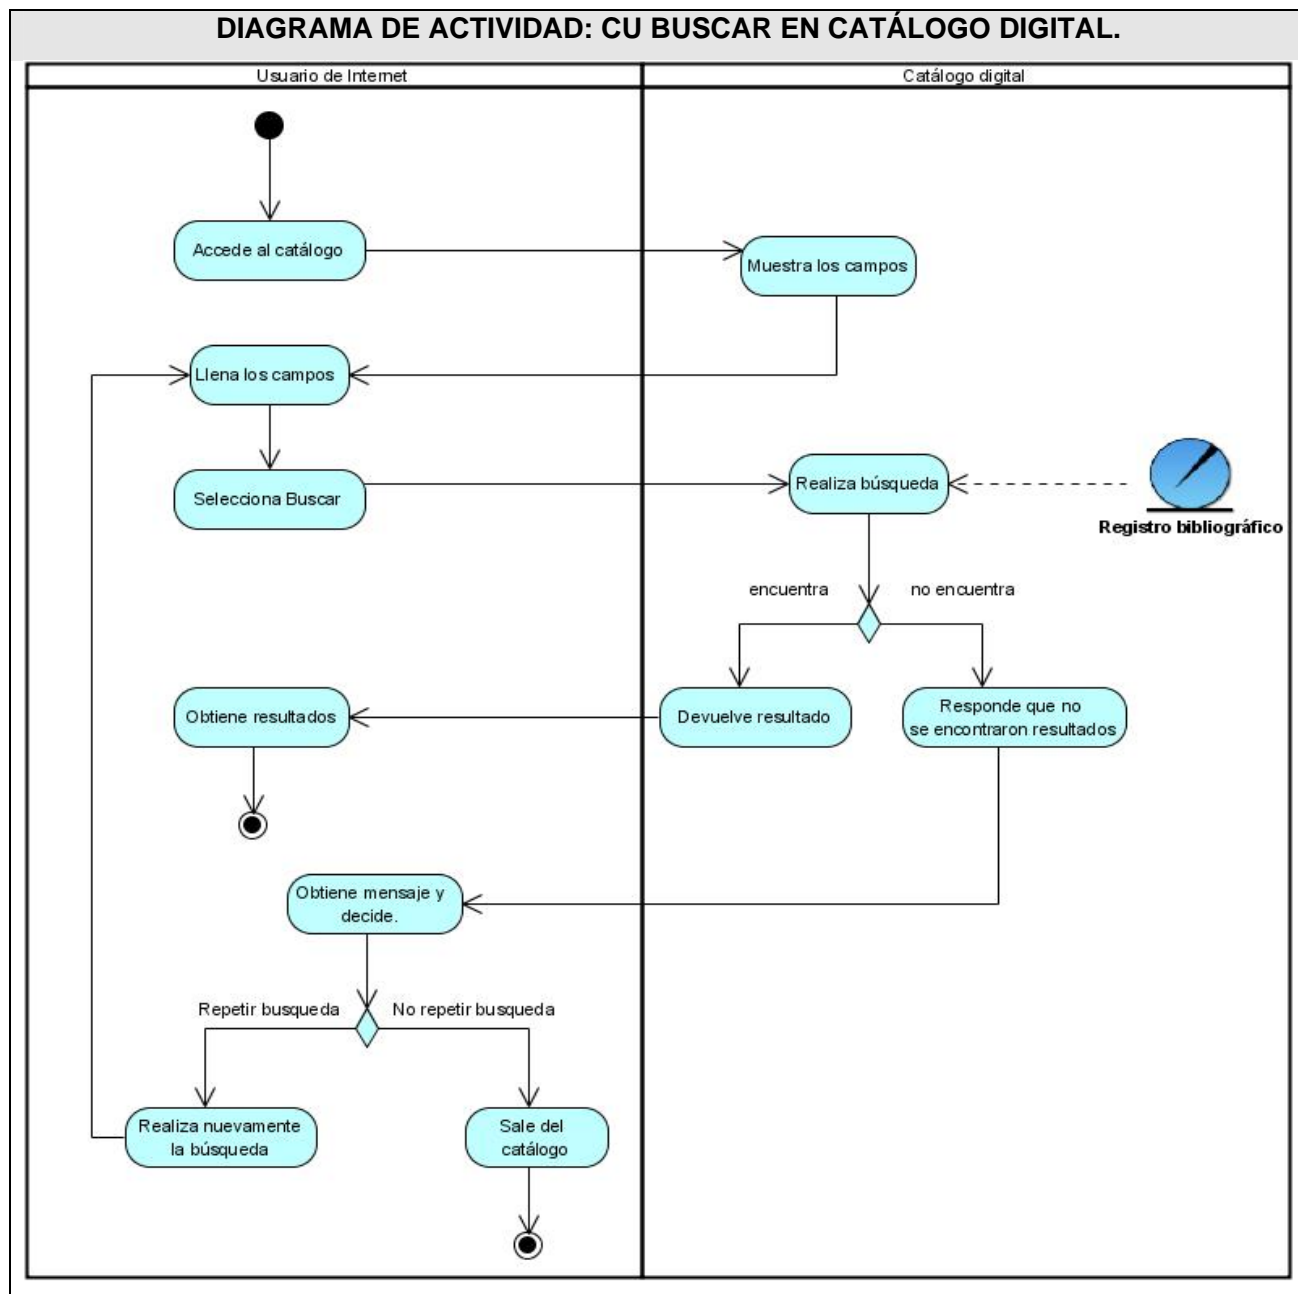 DIAGRAMA DE ACTIVIDAD: CU BUSCAR EN CATÁLOGO DIGITAL.
Usuario de Internet
Catálogo digital
Accede al catálogo
Muestra los campos
Llena los campos
Selecciona Buscar
Realiza búsqueda
Registro bibliográfico
encuentra
no encuentra
Obtiene resultados
Devuelve resultado
Responde que no
se encontraron resultados
Obtiene mensaje y
decide.
Repetir busqueda
No repetir busqueda
Realiza nuevamente
la búsqueda
Sale del
catálogo